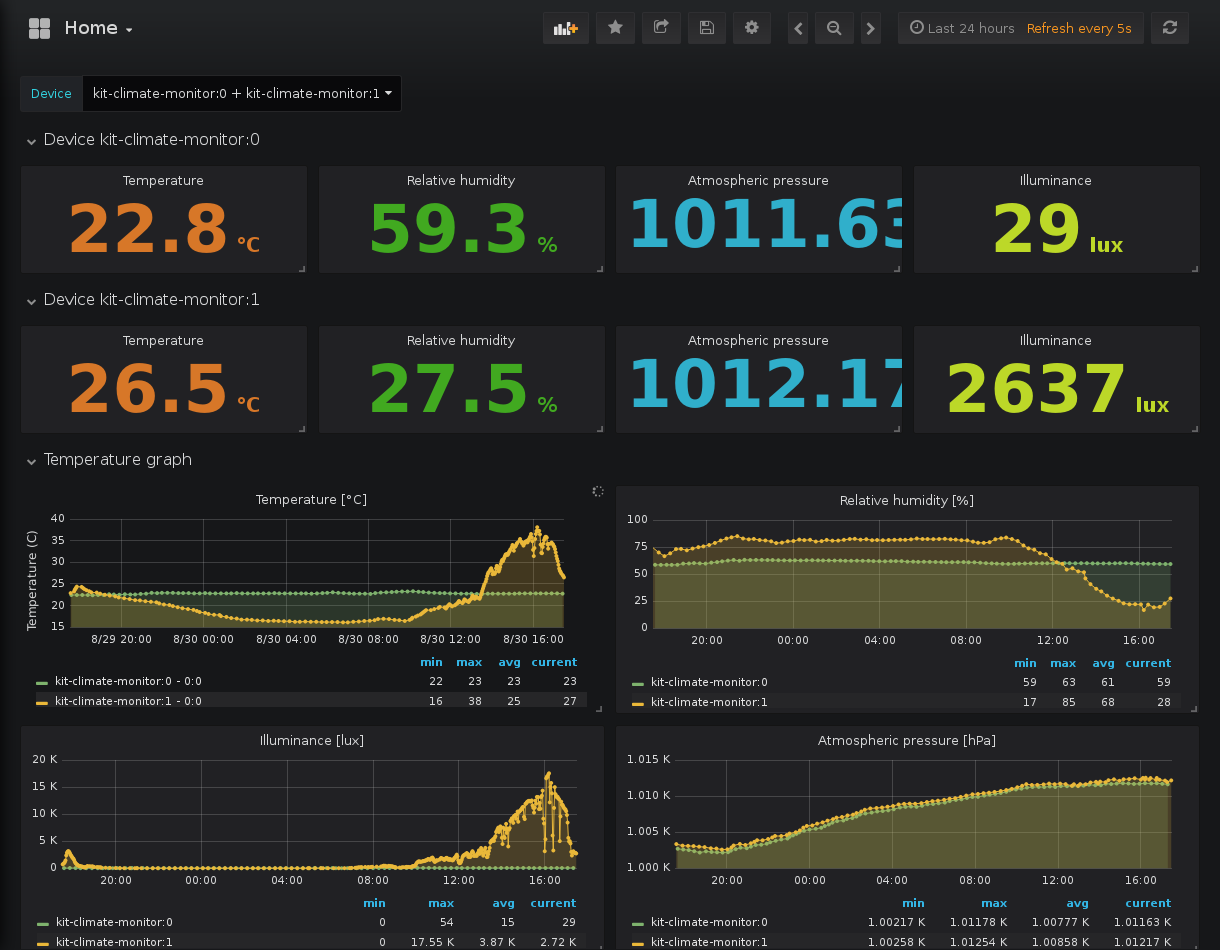 Home
Last 24 hours Refresh every 5s
Device kit-climate-monitor:0 + kit-climate-monitor:1
Device kit-climate-monitor:0
Temperature Relative humidity Atmospheric pressure Illuminance
22.8 °C 59.3 % 1011.63 29 lux
Device kit-climate-monitor:1
Temperature Relative humidity Atmospheric pressure Illuminance
26.5 °C 27.5 % 1012.17 2637 lux
Temperature graph
Temperature [°C]
Temperature (C)
40
35
30
25
20
15
8/29 20:00 8/30 00:00 8/30 04:00 8/30 08:00 8/30 12:00 8/30 16:00
min max avg current
kit-climate-monitor:0 - 0:0 22 23 23 23
kit-climate-monitor:1 - 0:0 16 38 25 27
Relative humidity [%]
100
75
50
25
0
20:00 00:00 04:00 08:00 12:00 16:00
min max avg current
kit-climate-monitor:0 59 63 61 59
kit-climate-monitor:1 17 85 68 28
Illuminance [lux]
20 K
15 K
10 K
5 K
0
20:00 00:00 04:00 08:00 12:00 16:00
min max avg current
kit-climate-monitor:0 0 54 15 29
kit-climate-monitor:1 0 17.55 K 3.87 K 2.72 K
Atmospheric pressure [hPa]
1.015 K
1.010 K
1.005 K
1.000 K
20:00 00:00 04:00 08:00 12:00 16:00
min max avg current
kit-climate-monitor:0 1.00217 K 1.01178 K 1.00777 K 1.01163 K
kit-climate-monitor:1 1.00258 K 1.01254 K 1.00858 K 1.01217 K